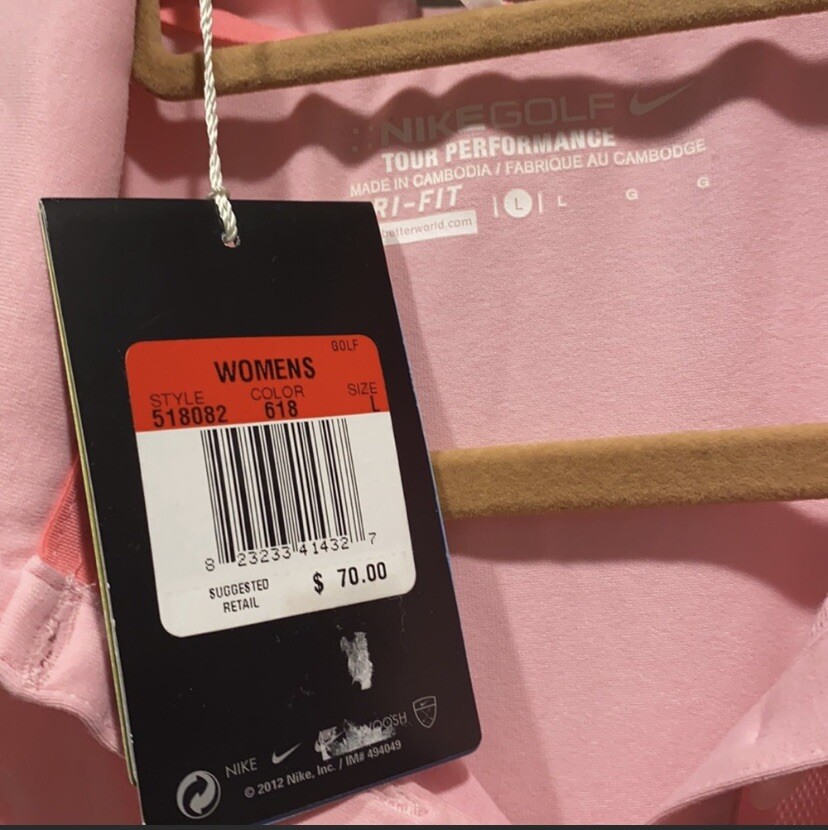 NIKEGOLF
TOUR PERFORMANCE
MADE IN CAMBODIA / FABRIQUE AU CAMBODGE
RI-FIT | L | L G G
betterworld.com
GOLF
WOMENS
STYLE COLOR SIZE
518082 618 L
8 23233 41432 7
SUGGESTED RETAIL $ 70.00
NIKE
© 2012 Nike, Inc. / IM# 494049